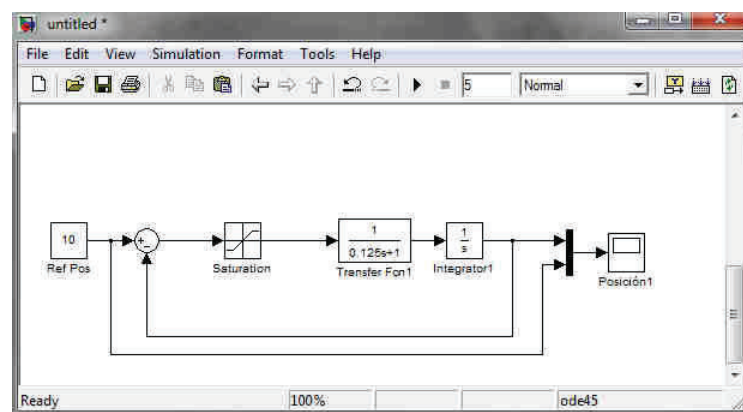 untitled *
File Edit View Simulation Format Tools Help
5 Normal
10
Ref Pos
+
-
Saturation
1
0.125s+1
Transfer Fcn1
1
s
Integrator1
Posición1
Ready 100% ode45